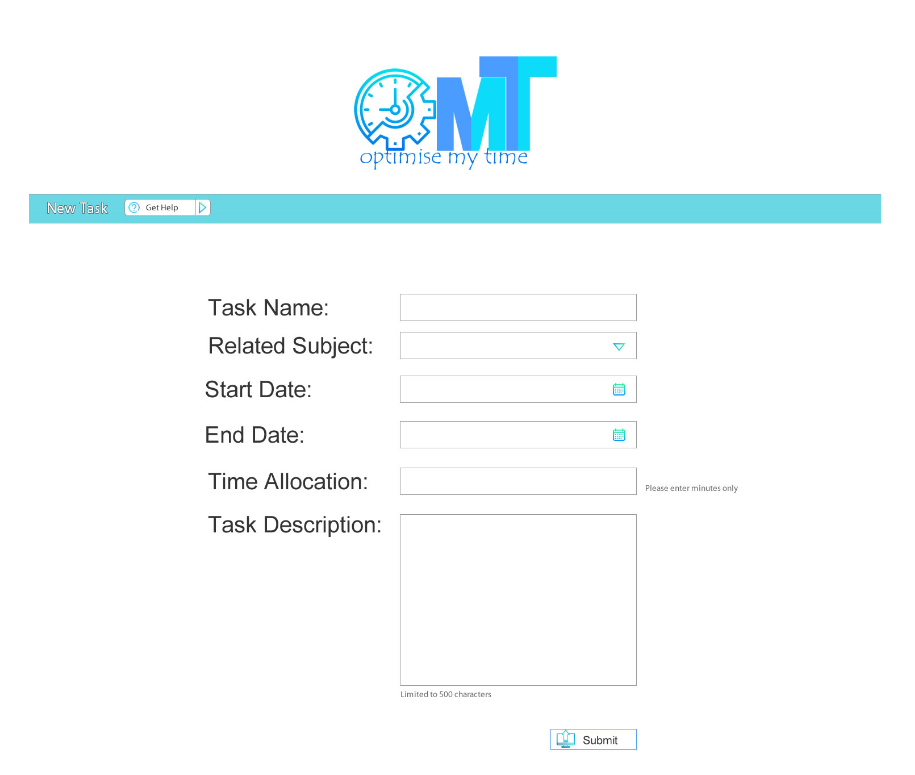 MT
optimise my time
New Task
Get Help
Task Name:
Related Subject:
Start Date:
End Date:
Time Allocation:
Please enter minutes only
Task Description:
Limited to 500 characters
Submit